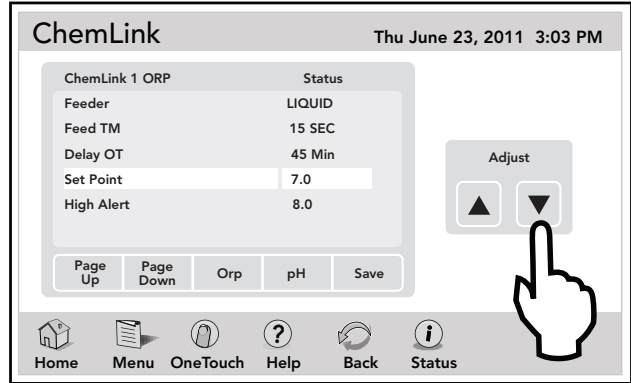 ChemLink
Thu June 23, 2011 3:03 PM
ChemLink 1 ORP Status
Feeder LIQUID
Feed TM 15 SEC
Delay OT 45 Min
Set Point 7.0
High Alert 8.0
Page Up
Page Down
Orp
pH
Save
Adjust
Home
Menu
OneTouch
Help
Back
Status